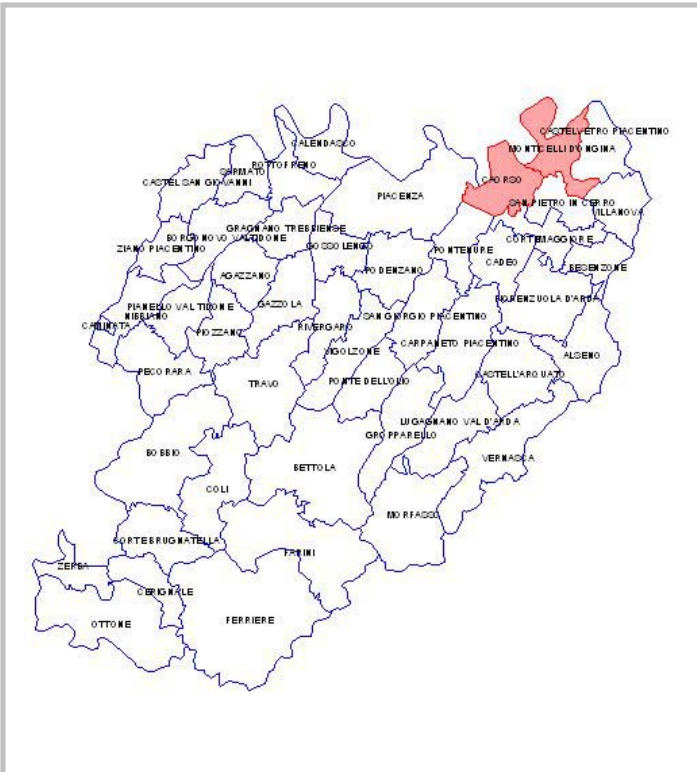 CASTELVETRO PIACENTINO
CALENDASCO
MONTICELLI D'ONGINA
ROTTOFRENO
SARMATO
CASTEL SAN GIOVANNI
CAORSO
PIACENZA
SAN PIETRO IN CERRO
VILLANOVA
GRAGNANO TREBBIENSE
BORGONOVO VALTIDONE
CORTEMAGGIORE
GOSSOLENGO
ZIANO PIACENTINO
PONTENURE
CADEO
PODENZANO
BESENZONE
AGAZZANO
FIORENZUOLA D'ARDA
GAZZOLA
PIANELLO VAL TIDONE
NIBBIANO
SAN GIORGIO PIACENTINO
CAMINATA
RIVERGARO
PIOZZANO
CARPANETO PIACENTINO
VIGOLZONE
ALSENO
PECORARA
CASTELL'ARQUATO
TRAVO
PONTE DELL'OLIO
LUGAGNANO VAL D'ARDA
GROPPARELLO
BOBBIO
VERNASCA
BETTOLA
COLI
MORFASSO
CORTEBRUGNATELLA
FARINI
ZERBA
CERIGNALE
FERRIERE
OTTONE